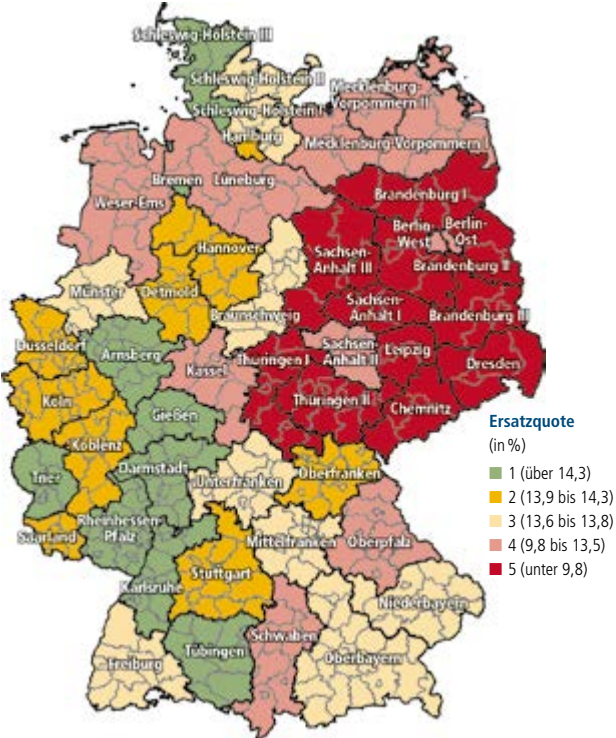 Schleswig-Holstein III
Schleswig-Holstein II
Mecklenburg-
Vorpommern II
Schleswig-Holstein I
Hamburg
Mecklenburg-Vorpommern I
Bremen
Lüneburg
Weser-Ems
Brandenburg I
Berlin-
West
Berlin-
Ost
Hannover
Sachsen-
Anhalt III
Brandenburg II
Münster
Detmold
Braunschweig
Sachsen-
Anhalt I
Brandenburg III
Düsseldorf
Arnsberg
Kassel
Thüringen I
Sachsen-
Anhalt II
Leipzig
Dresden
Köln
Gießen
Thüringen II
Chemnitz
Koblenz
Ersatzquote
(in %)
1 (über 14,3)
2 (13,9 bis 14,3)
3 (13,6 bis 13,8)
4 (9,8 bis 13,5)
5 (unter 9,8)
Trier
Darmstadt
Unterfranken
Oberfranken
Saarland
Rheinhessen-
Pfalz
Mittelfranken
Oberpfalz
Karlsruhe
Stuttgart
Niederbayern
Freiburg
Tübingen
Schwaben
Oberbayern